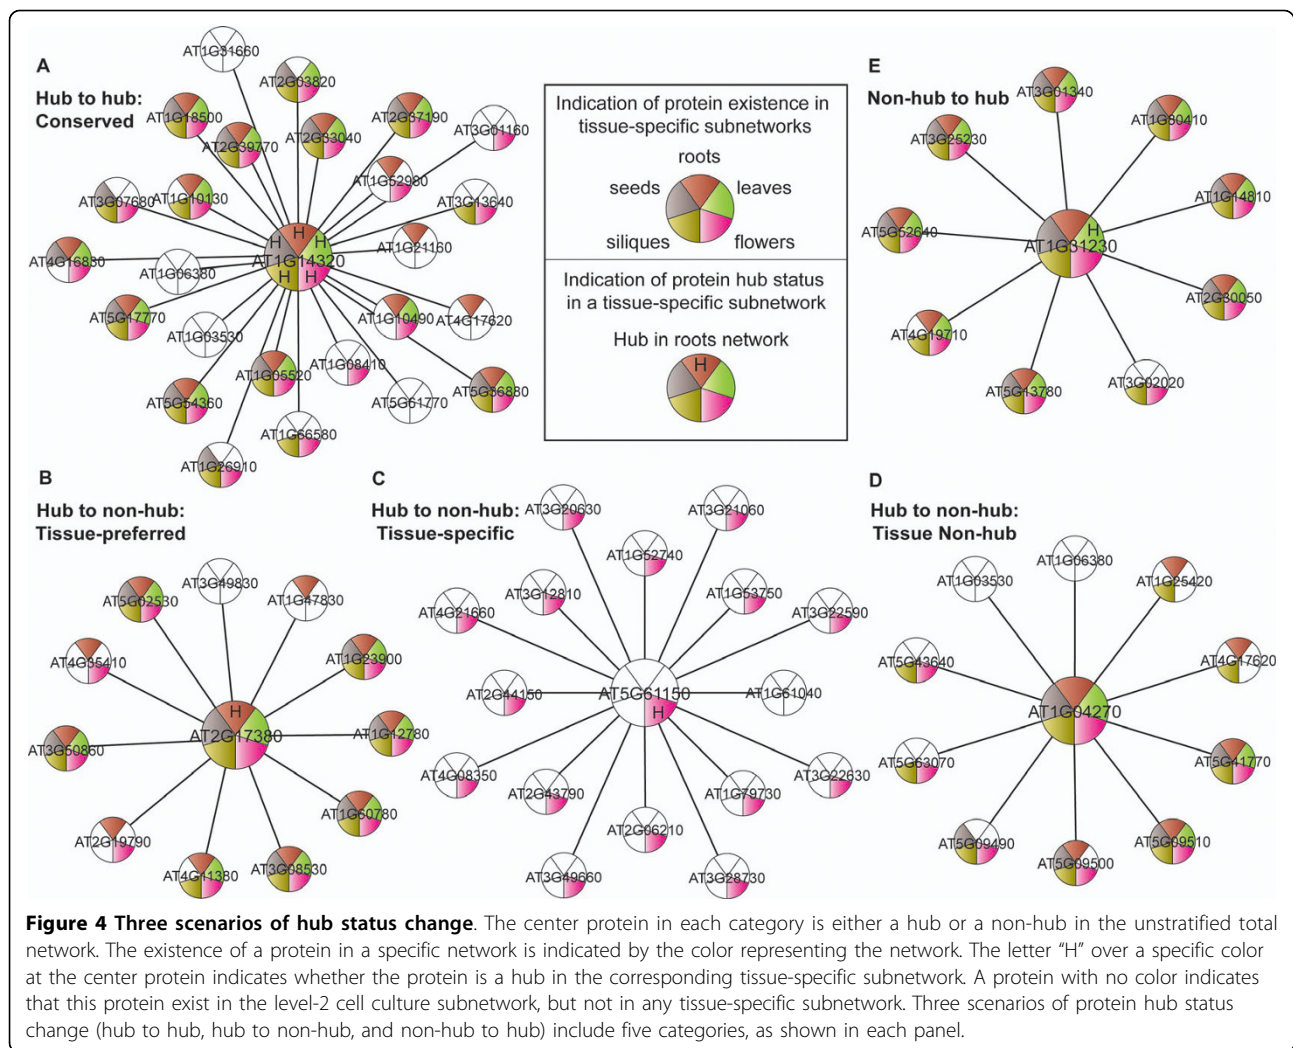 A
Hub to hub:
Conserved
AT1G31660
AT2G03820
AT1G18500
AT2G39770
AT2G33040
AT2G37190
AT3G01160
AT1G52980
AT3G07680
AT1G10130
AT3G13640
H
H
H
AT1G21160
AT4G16830
AT1G14320
AT1G06380
H
H
AT5G17770
AT1G10490
AT4G17620
AT1G03530
AT1G08410
AT1G05520
AT5G54360
AT5G61770
AT5G36880
AT1G66580
AT1G26910
Indication of protein existence in
tissue-specific subnetworks
roots
seeds
leaves
siliques
flowers
Indication of protein hub status
in a tissue-specific subnetwork
Hub in roots network
H
E
Non-hub to hub
AT3G01340
AT1G30410
AT3G25230
AT1G14810
AT5G52640
H
AT1G31230
AT2G30050
AT4G19710
AT3G02020
AT5G13780
B
Hub to non-hub:
Tissue-preferred
AT3G49830
AT5G02530
AT1G47830
AT4G35410
AT1G23900
H
AT2G17380
AT1G12780
AT3G50860
AT1G60780
AT2G19790
AT4G11380
AT3G08530
C
Hub to non-hub:
Tissue-specific
AT3G20630
AT3G21060
AT1G52740
AT3G12810
AT1G53750
AT4G21660
AT3G22590
AT2G44150
AT5G61150
AT1G61040
H
AT4G08350
AT3G22630
AT2G43790
AT1G79730
AT2G06210
AT3G49660
AT3G28730
D
Hub to non-hub:
Tissue Non-hub
AT1G06380
AT1G03530
AT1G25420
AT5G43640
AT4G17620
AT1G04270
AT5G63070
AT5G41770
AT5G09490
AT5G09510
AT5G09500
Figure 4 Three scenarios of hub status change. The center protein in each category is either a hub or a non-hub in the unstratified total
network. The existence of a protein in a specific network is indicated by the color representing the network. The letter “H” over a specific color
at the center protein indicates whether the protein is a hub in the corresponding tissue-specific subnetwork. A protein with no color indicates
that this protein exist in the level-2 cell culture subnetwork, but not in any tissue-specific subnetwork. Three scenarios of protein hub status
change (hub to hub, hub to non-hub, and non-hub to hub) include five categories, as shown in each panel.